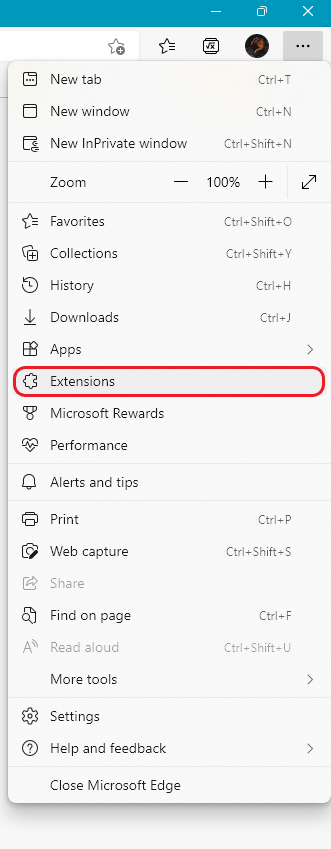 New tab Ctrl+T
New window Ctrl+N
New InPrivate window Ctrl+Shift+N
Zoom — 100% +
Favorites Ctrl+Shift+O
Collections Ctrl+Shift+Y
History Ctrl+H
Downloads Ctrl+J
Apps
Extensions
Microsoft Rewards
Performance
Alerts and tips
Print Ctrl+P
Web capture Ctrl+Shift+S
Share
Find on page Ctrl+F
Read aloud Ctrl+Shift+U
More tools
Settings
Help and feedback
Close Microsoft Edge